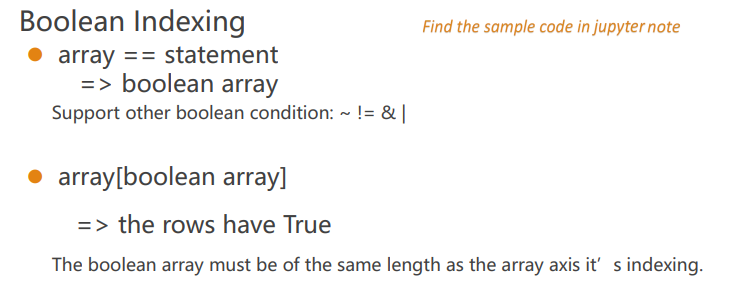 Boolean Indexing
Find the sample code in jupyter note
array == statement
=> boolean array
Support other boolean condition: ~ != & |
array[boolean array]
=> the rows have True
The boolean array must be of the same length as the array axis it’s indexing.